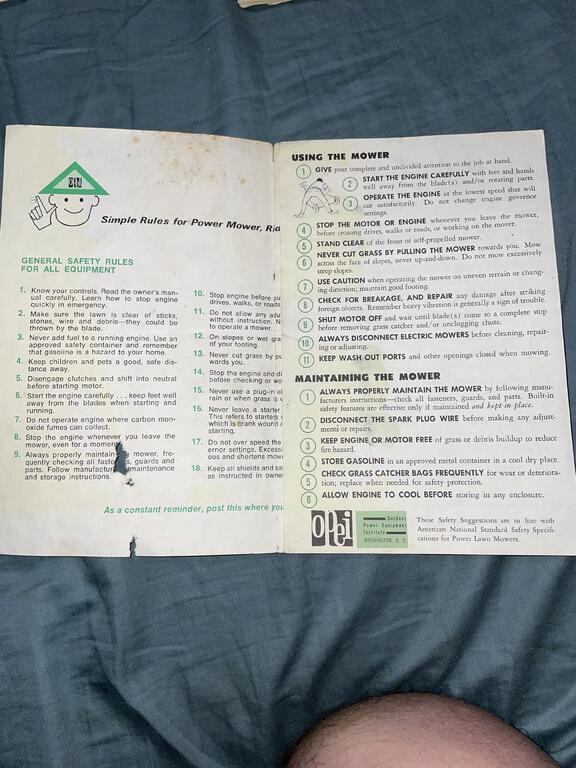 OPEI
Simple Rules for Power Mower, Rid
GENERAL SAFETY RULES
FOR ALL EQUIPMENT
1. Know your controls. Read the owner's man-
ual carefully. Learn how to stop engine
quickly in emergency.
2. Make sure the lawn is clear of sticks,
stones, wire and debris—they could be
thrown by the blade.
3. Never add fuel to a running engine. Use an
approved safety container and remember
that gasoline is a hazard to your home.
4. Keep children and pets a good, safe dis-
tance away.
5. Disengage clutches and shift into neutral
before starting motor.
6. Start the engine carefully . . . keep feet well
away from the blades when starting and
running.
7. Do not operate engine where carbon mon-
oxide fumes can collect.
8. Stop the engine whenever you leave the
mower, even for a moment
9. Always properly maintain mower, fre-
quently checking all guards and
parts. Follow maintenance
and storage instructions.
10. Stop engine before pu
drives, walks, or roads
11. Do not allow any adu
without instruction. N
to operate a mower.
12. On slopes or wet gra
of your footing.
13. Never cut grass by pu
wards you.
14. Stop the engine and di
before checking or wo
15. Never use a plug-in el
rain or when grass is w
16. Never leave a starter
This refers to starters
which is crank wound a
starting.
17. Do not over speed the
ernor settings. Excessi
ous and shortens mowe
18. Keep all shields and sa
as instructed in owner
As a constant reminder, post this where you
USING THE MOWER
1 GIVE your complete and undivided attention to the job at hand.
2 START THE ENGINE CAREFULLY with feet and hands
well away from the blade(s) and/or rotating parts.
3 OPERATE THE ENGINE at the lowest speed that will
cut satisfactorily. Do not change engine governor
settings.
4 STOP THE MOTOR OR ENGINE whenever you leave the mower,
before crossing drives, walks or roads, or working on the mower.
5 STAND CLEAR of the front of self-propelled mower.
6 NEVER CUT GRASS BY PULLING THE MOWER towards you. Mow
across the face of slopes, never up-and-down. Do not mow excessively
steep slopes.
7 USE CAUTION when operating the mower on uneven terrain or chang-
ing direction; maintain good footing.
8 CHECK FOR BREAKAGE, AND REPAIR any damage after striking
foreign objects. Remember heavy vibration is generally a sign of trouble.
9 SHUT MOTOR OFF and wait until blade(s) come to a complete stop
before removing grass catcher and/or unclogging chute.
10 ALWAYS DISCONNECT ELECTRIC MOWERS before cleaning, repair-
ing or adjusting.
11 KEEP WASH OUT PORTS and other openings closed when mowing.
MAINTAINING THE MOWER
1 ALWAYS PROPERLY MAINTAIN THE MOWER by following manu-
facturers instructions—check all fasteners, guards, and parts. Built-in
safety features are effective only if maintained and kept in place.
2 DISCONNECT THE SPARK PLUG WIRE before making any adjust-
ments or repairs.
3 KEEP ENGINE OR MOTOR FREE of grass or debris buildup to reduce
fire hazard.
4 STORE GASOLINE in an approved metal container in a cool dry place.
5 CHECK GRASS CATCHER BAGS FREQUENTLY for wear or deteriora-
tion; replace when needed for safety protection.
6 ALLOW ENGINE TO COOL BEFORE storing in any enclosure.
opei
Outdoor
Power Equipment
Institute
WASHINGTON, D. C.
These Safety Suggestions are in line with
American National Standard Safety Specifi-
cations for Power Lawn Mowers.